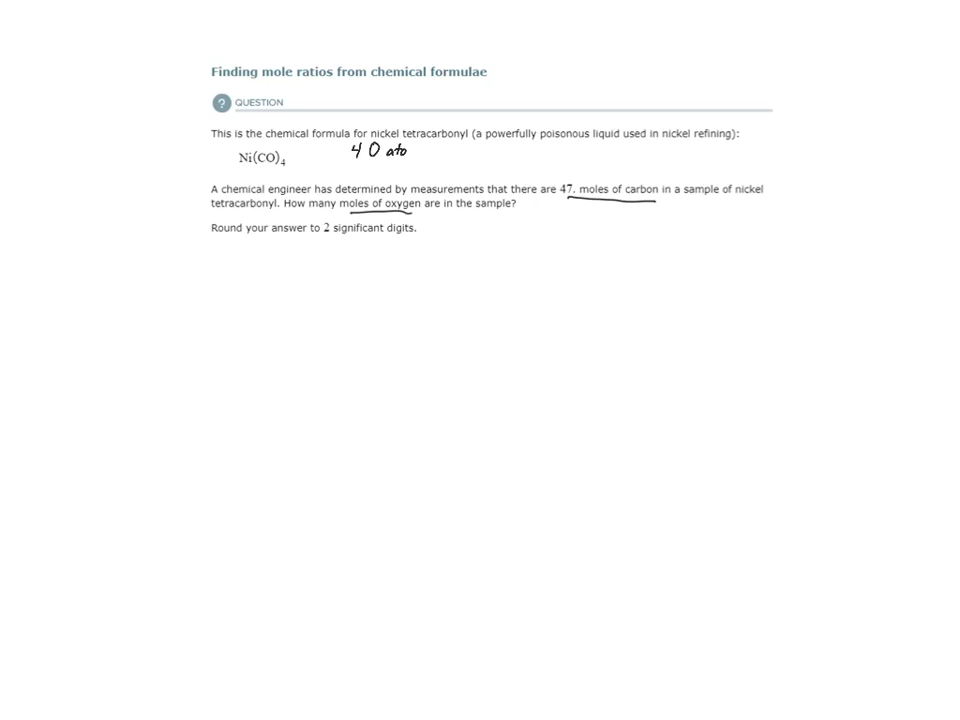 Finding mole ratios from chemical formulae
? QUESTION
This is the chemical formula for nickel tetracarbonyl (a powerfully poisonous liquid used in nickel refining):
4 O ato
Ni(CO)₄
A chemical engineer has determined by measurements that there are 47. moles of carbon in a sample of nickel
tetracarbonyl. How many moles of oxygen are in the sample?
Round your answer to 2 significant digits.